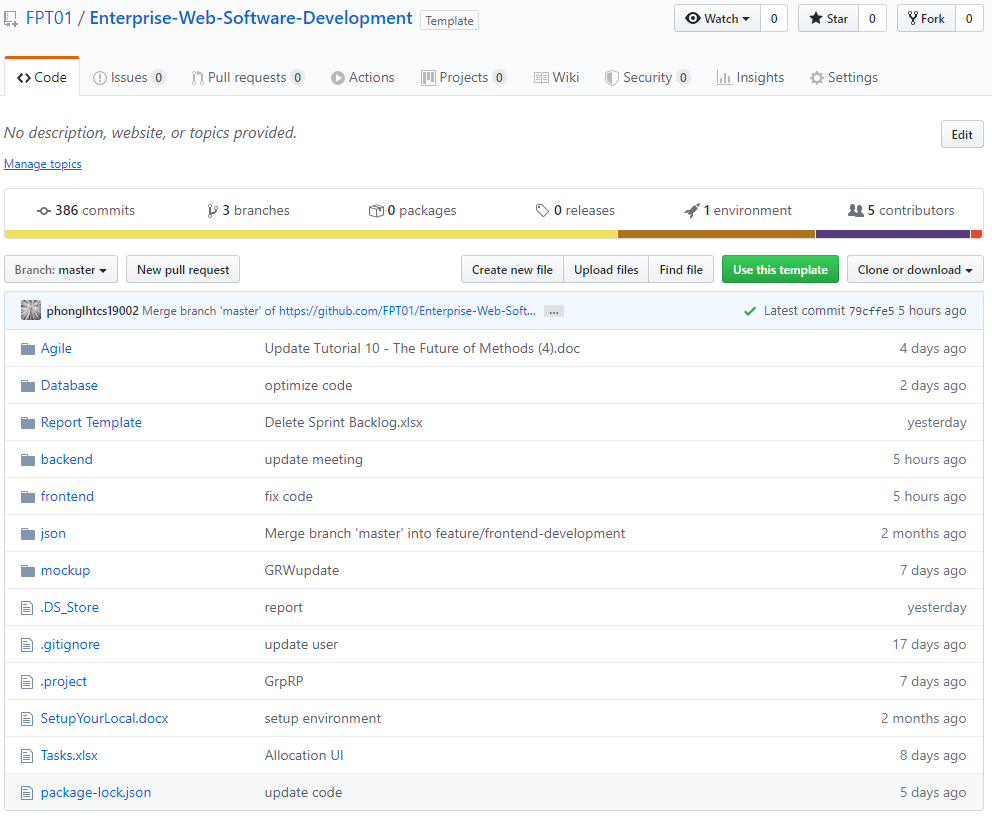 FPT01 / Enterprise-Web-Software-Development Template Watch 0 Star 0 Fork 0
Code Issues 0 Pull requests 0 Actions Projects 0 Wiki Security 0 Insights Settings
No description, website, or topics provided. Edit
Manage topics
386 commits 3 branches 0 packages 0 releases 1 environment 5 contributors
Branch: master New pull request Create new file Upload files Find file Use this template Clone or download
phonglhtcs19002 Merge branch 'master' of https://github.com/FPT01/Enterprise-Web-Soft... ... Latest commit 79cffe5 5 hours ago
Agile Update Tutorial 10 - The Future of Methods (4).doc 4 days ago
Database optimize code 2 days ago
Report Template Delete Sprint Backlog.xlsx yesterday
backend update meeting 5 hours ago
frontend fix code 5 hours ago
json Merge branch 'master' into feature/frontend-development 2 months ago
mockup GRWupdate 7 days ago
.DS_Store report yesterday
.gitignore update user 17 days ago
.project GrpRP 7 days ago
SetupYourLocal.docx setup environment 2 months ago
Tasks.xlsx Allocation UI 8 days ago
package-lock.json update code 5 days ago